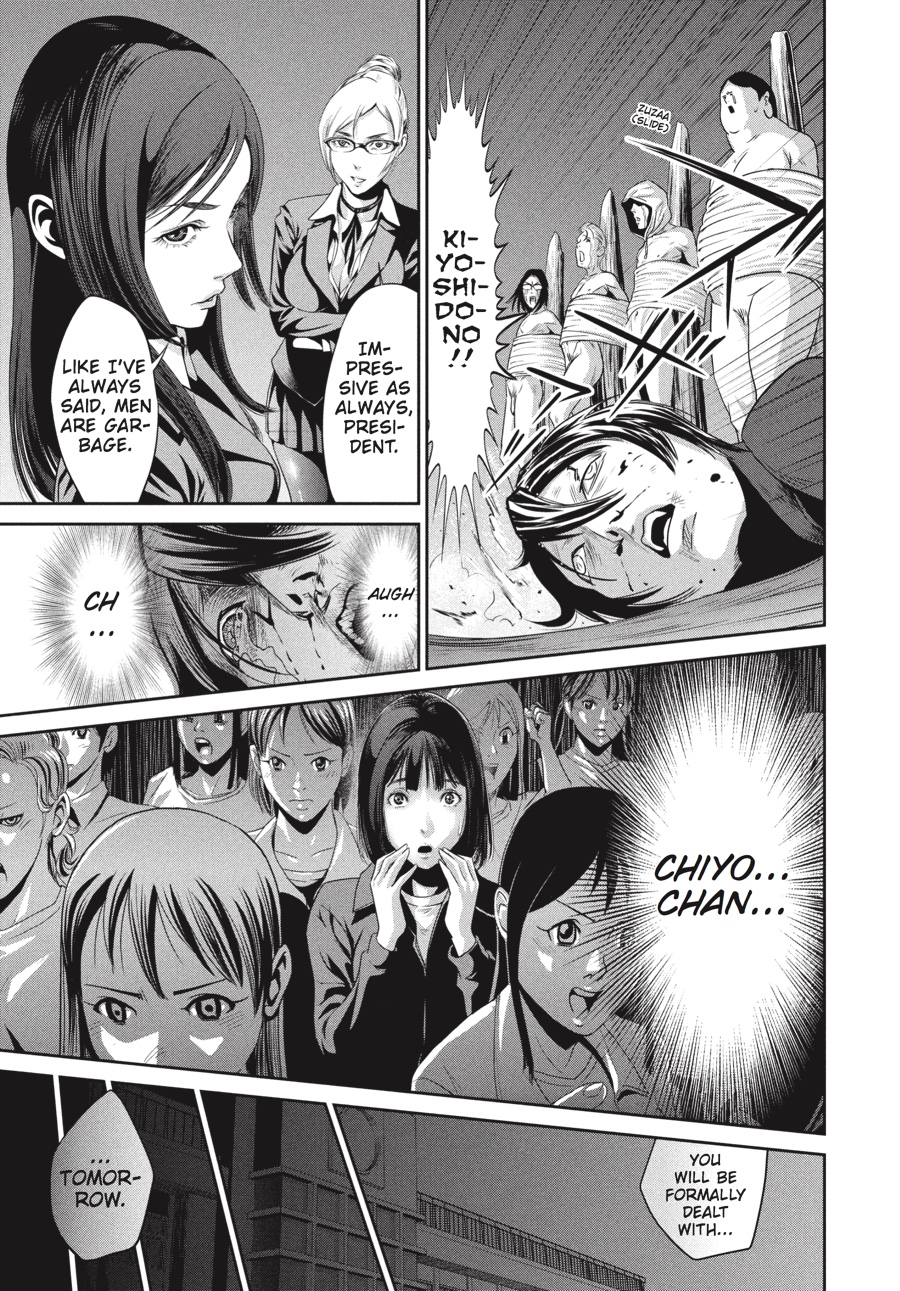 ZUZAA
(SLIDE)
KI-
YO-
SHI-
DO-
NO
!!
IM-
PRES-
SIVE AS
ALWAYS,
PRESI-
DENT.
LIKE I'VE
ALWAYS
SAID, MEN
ARE GAR-
BAGE.
AUGH
...
CH
...
CHIYO...
CHAN...
YOU
WILL BE
FORMALLY
DEALT
WITH...
...
TOMOR-
ROW.